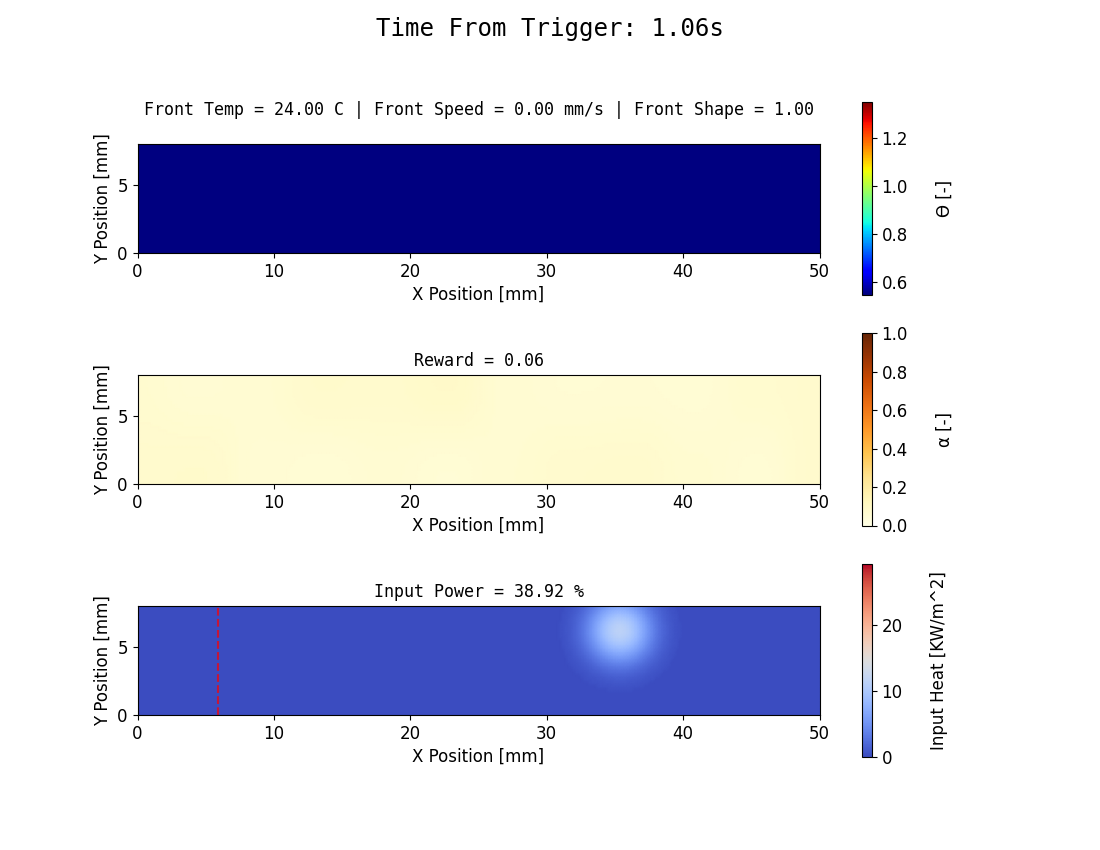 Time From Trigger: 1.06s
Front Temp = 24.00 C | Front Speed = 0.00 mm/s | Front Shape = 1.00
Y Position [mm]
5
0
0 10 20 30 40 50
X Position [mm]
1.2
1.0
0.8
0.6
Θ [-]
Reward = 0.06
Y Position [mm]
5
0
0 10 20 30 40 50
X Position [mm]
1.0
0.8
0.6
0.4
0.2
0.0
α [-]
Input Power = 38.92 %
Y Position [mm]
5
0
0 10 20 30 40 50
X Position [mm]
20
10
0
Input Heat [KW/m^2]